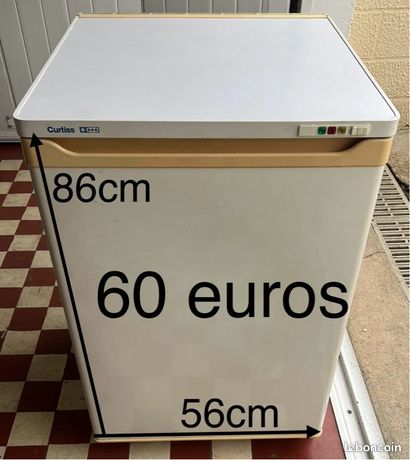 Curtiss
86cm
60 euros
56cm
leboncoin